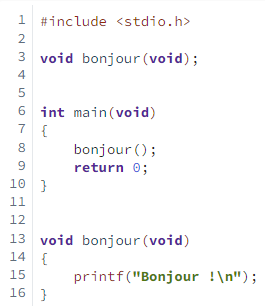 1 #include <stdio.h>
2
3 void bonjour(void);
4
5
6 int main(void)
7 {
8     bonjour();
9     return 0;
10 }
11
12
13 void bonjour(void)
14 {
15     printf("Bonjour !\n");
16 }